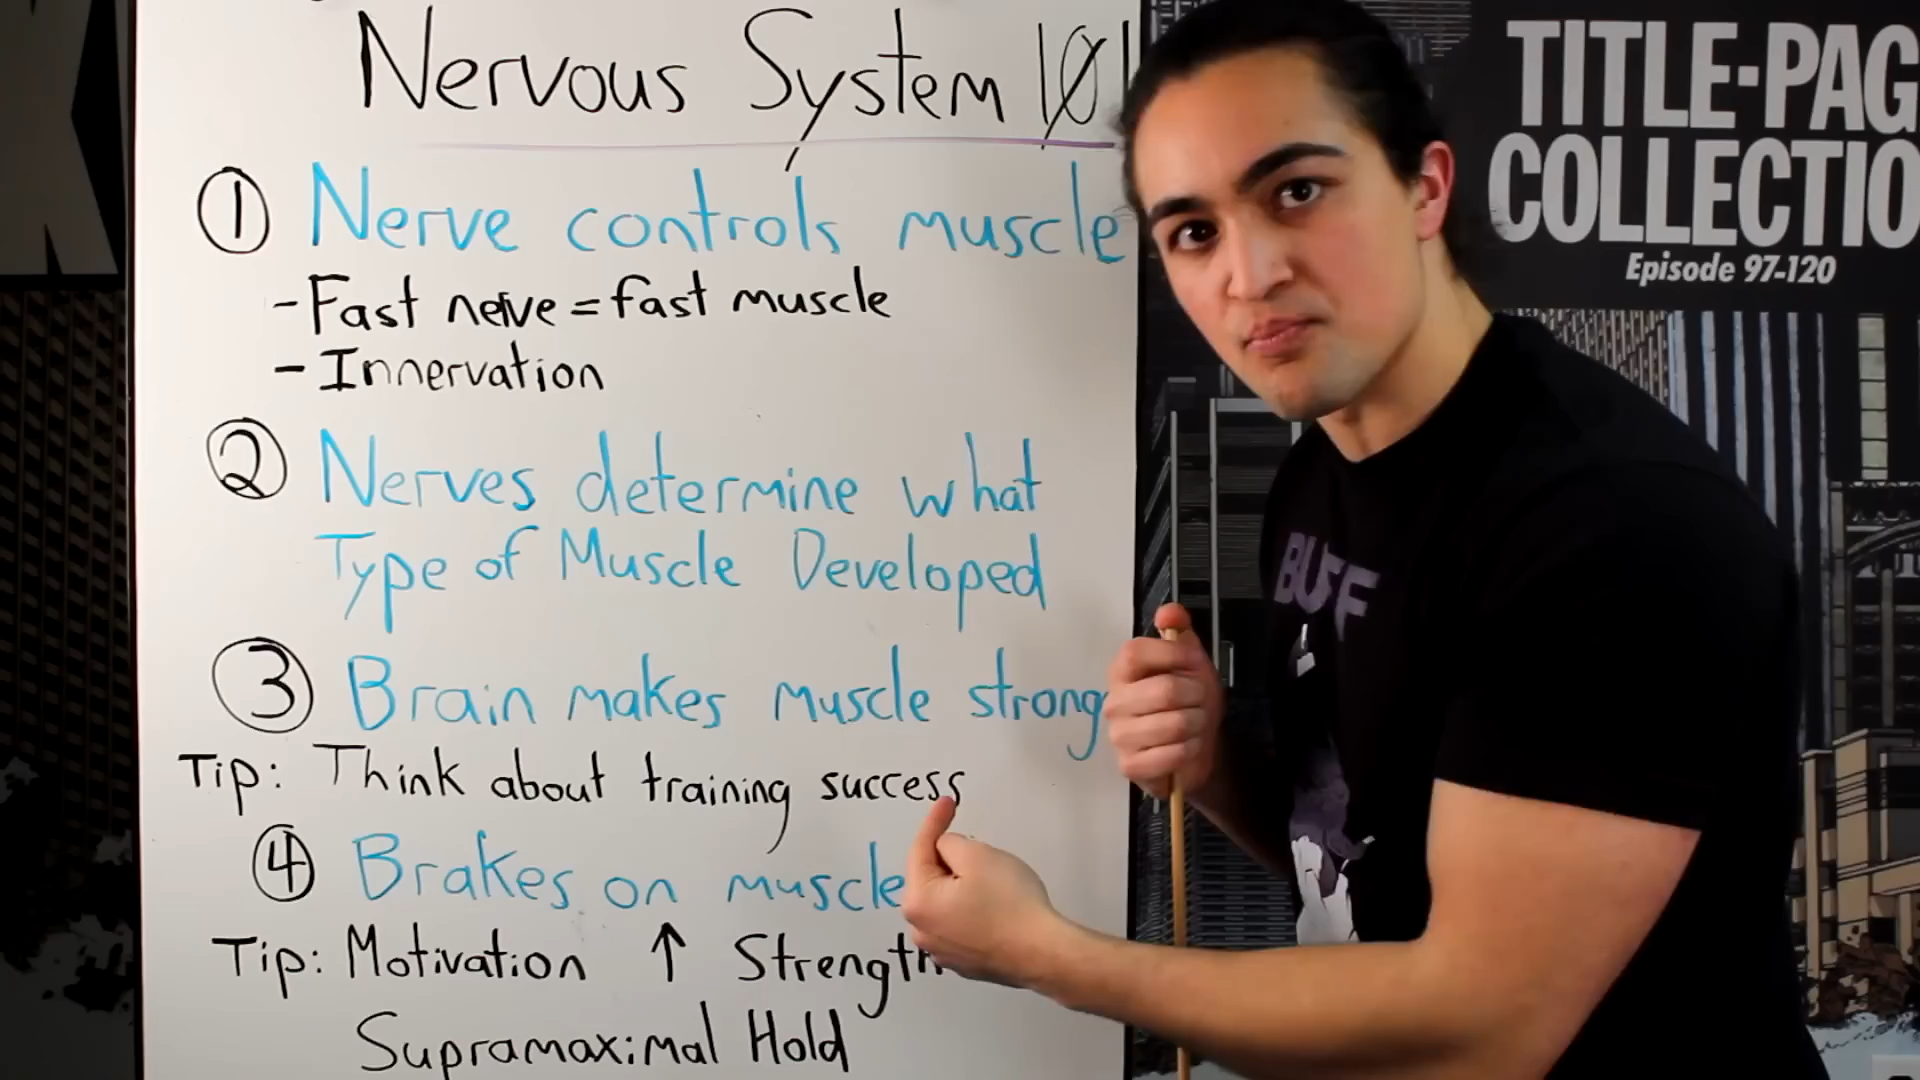 Nervous System 101
① Nerve controls muscle
- Fast nerve = fast muscle
- Innervation
② Nerves determine what
Type of Muscle Developed
③ Brain makes muscle strong
Tip: Think about training success
④ Brakes on muscle
Tip: Motivation ↑ Strength
Supramaximal Hold
TITLE-PAG
COLLECTIO
Episode 97-120
BUFF